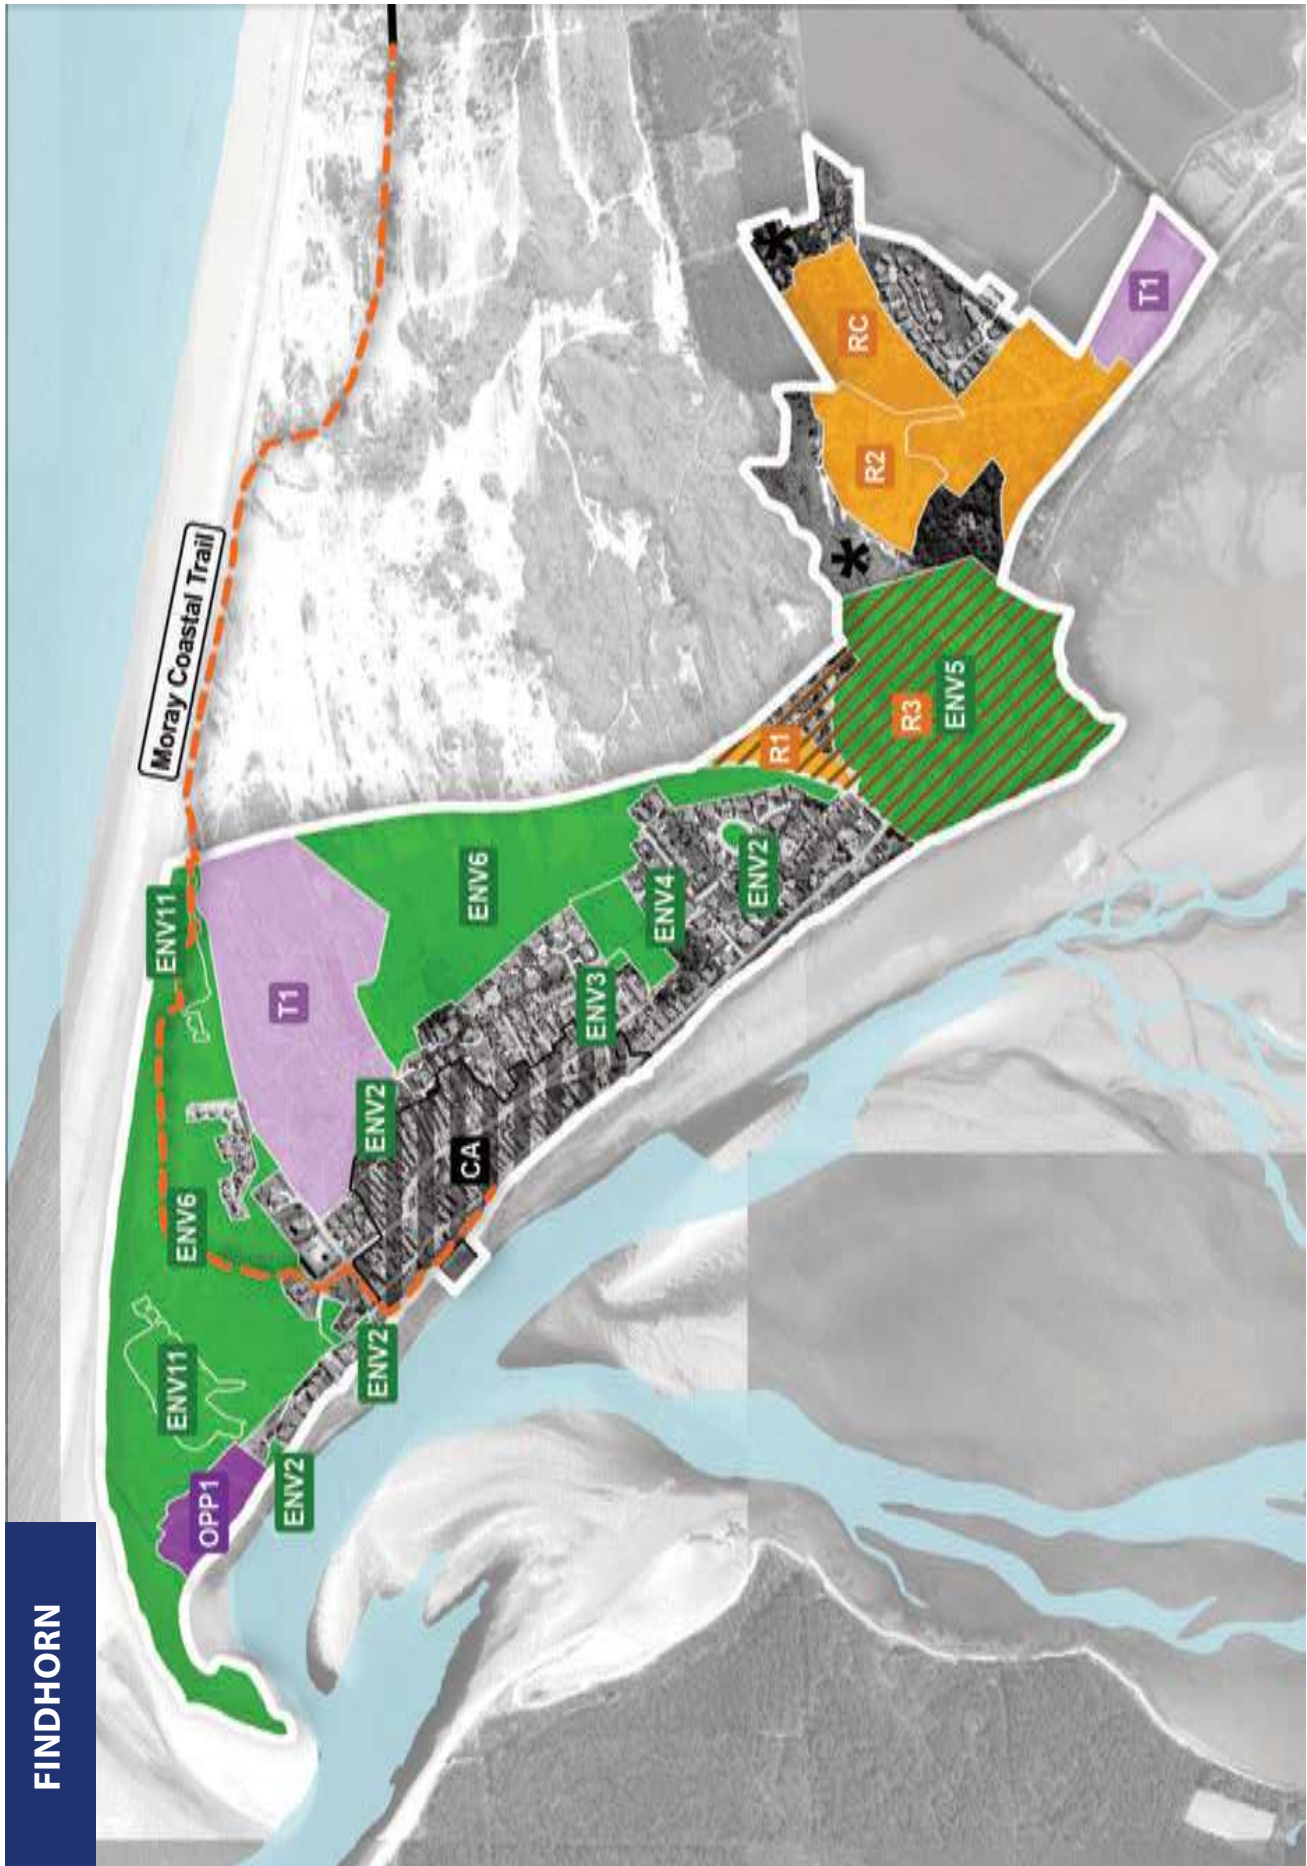 FINDHORN
Moray Coastal Trail
ENV11
ENV11
ENV6
OPP1
T1
ENV2
ENV2
ENV2
CA
ENV6
ENV3
ENV4
ENV2
R1
*
*
RC
R2
R3
ENV5
T1